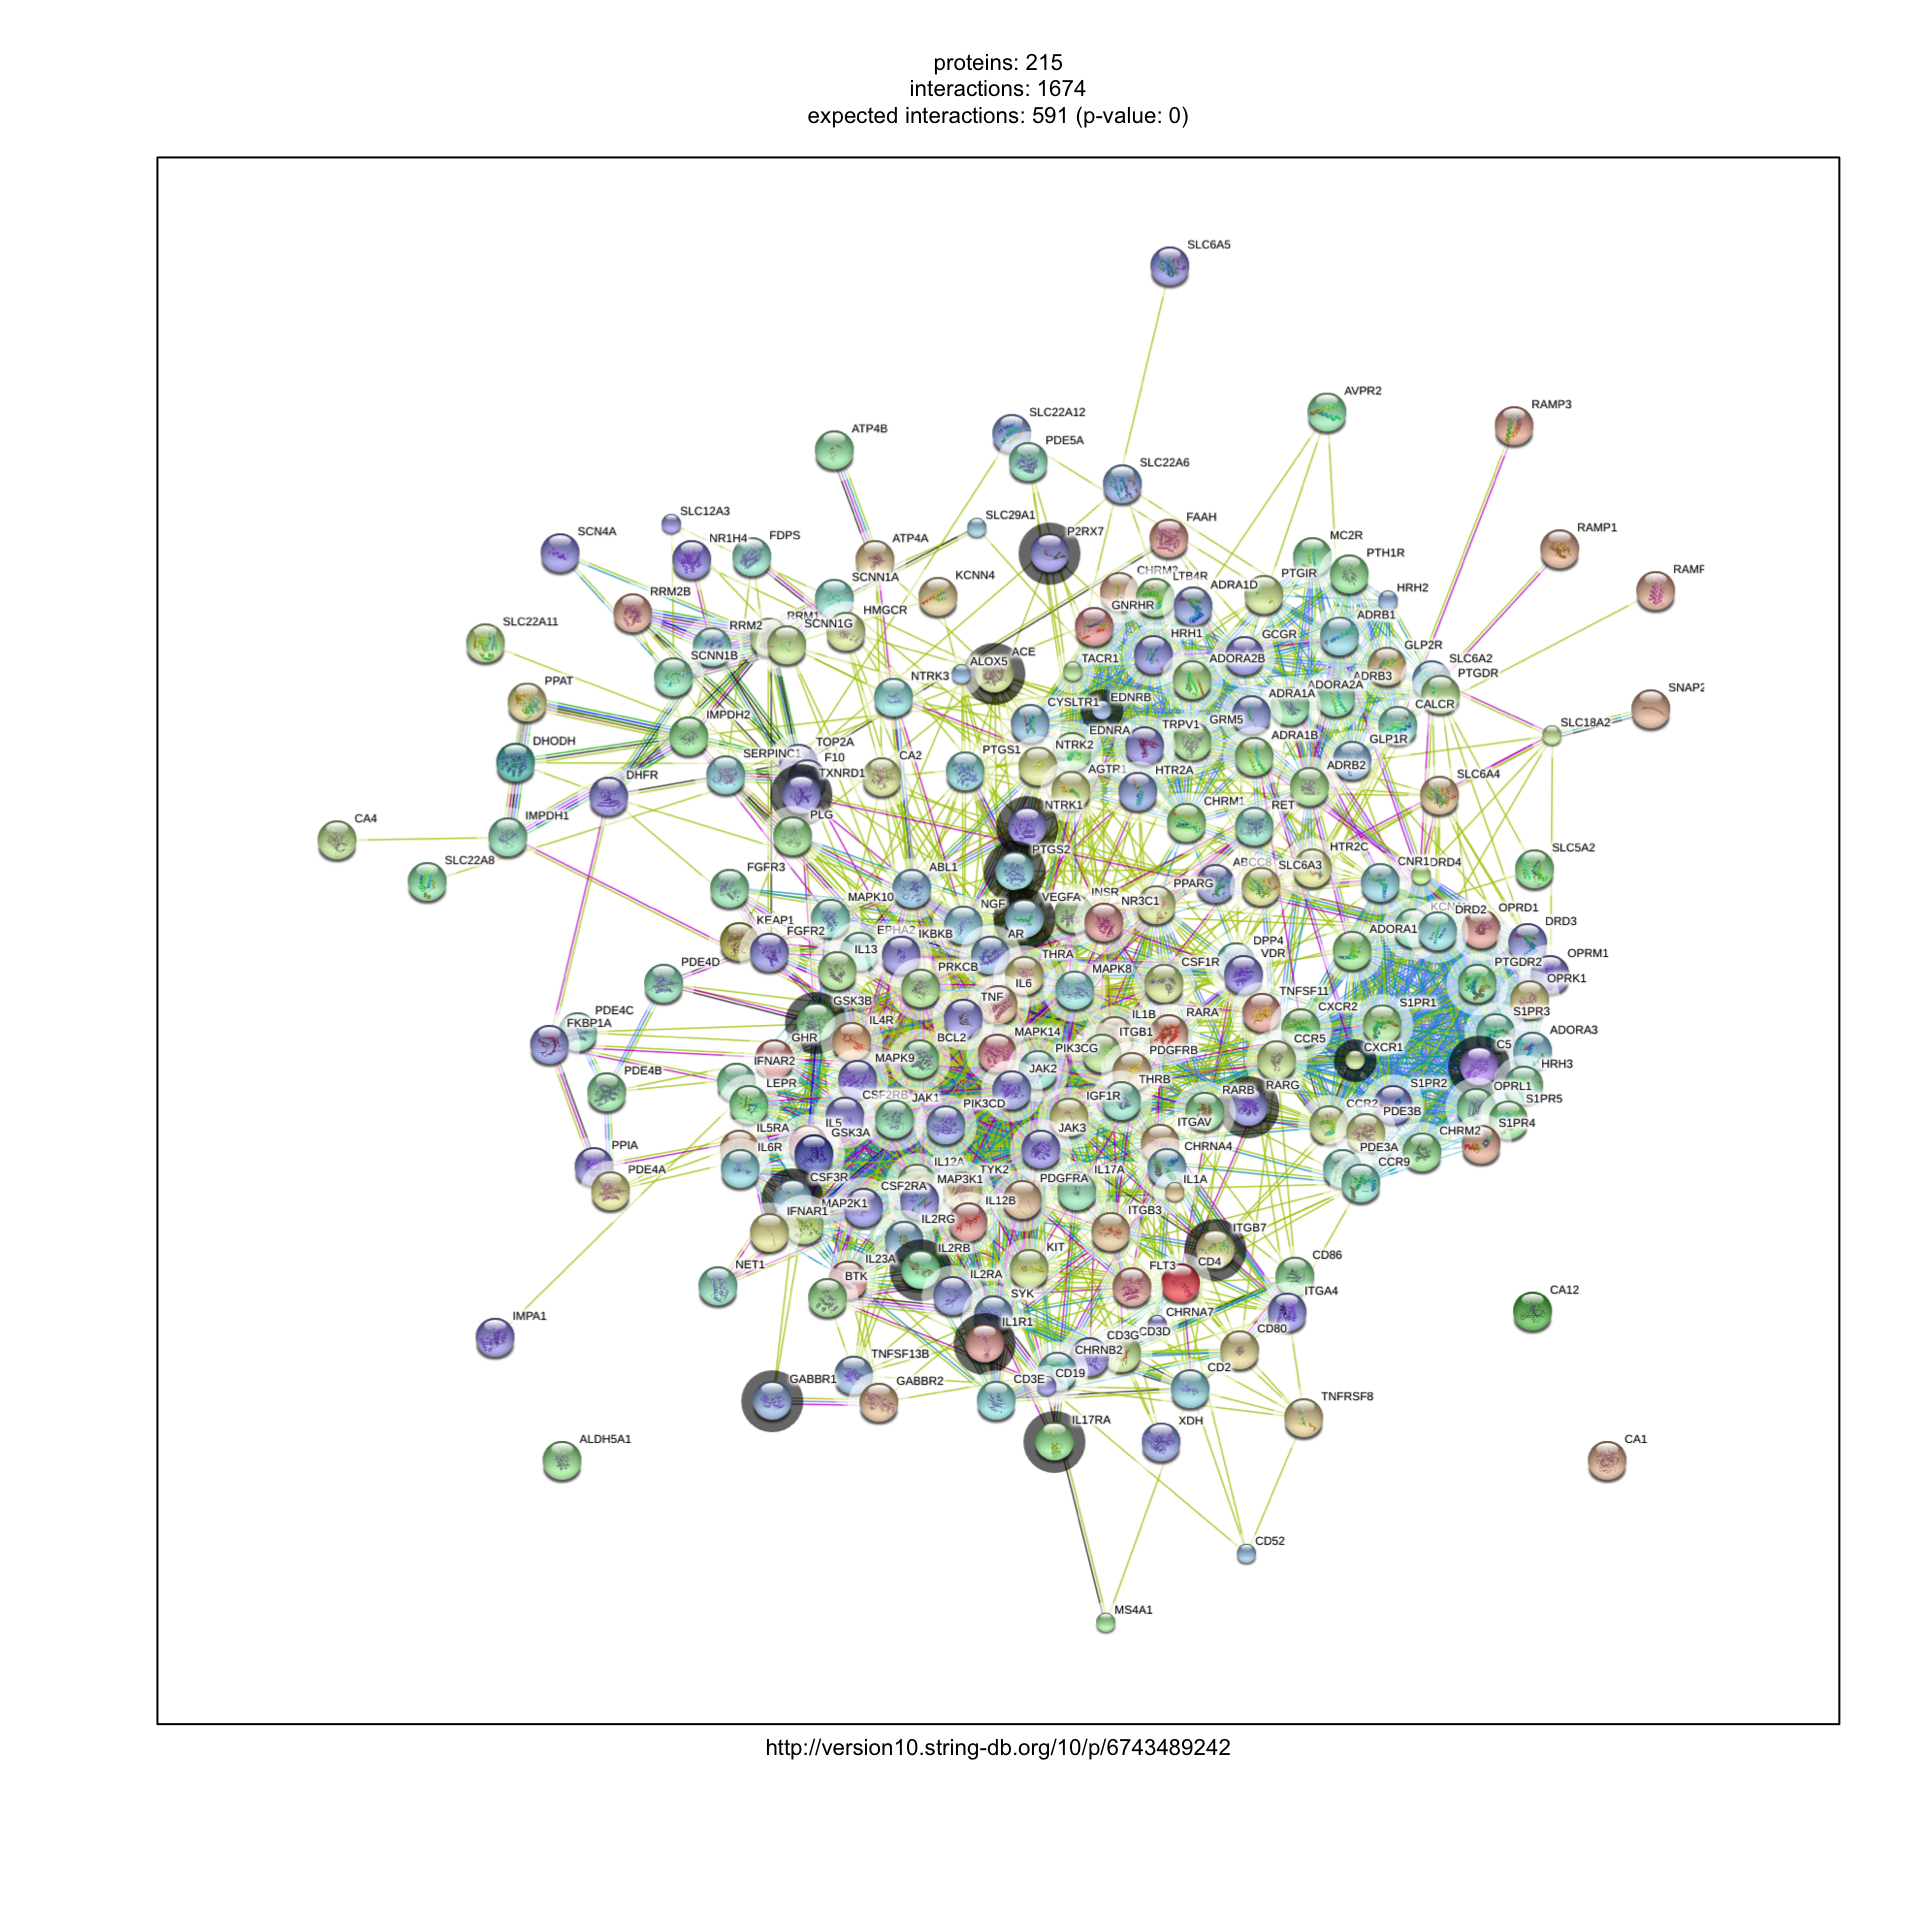 proteins: 215
interactions: 1674
expected interactions: 591 (p-value: 0)
SLC6A5
AVPR2
RAMP3
SLC22A12
ATP4B
PDE5A
SLC22A6
SLC12A3
SLC29A1
FAAH
RAMP1
SCN4A
P2RX7
MC2R
NR1H4
FDPS
ATP4A
PTH1R
RAMP
SCNN1A
KCNN4
LTB4R
PTGIR
ADRA1D
HRH2
RRM2B
GNRHR
HMGCR
ADRB1
SLC22A11
RRM2
SCNN1G
HRH1
GCGR
GLP2R
SCNN1B
ACE
ALOX5
TACR1
ADORA2B
SLC6A2
NTRK3
ADRB3
PTGDR
PPAT
ADORA2A
SNAP2
EDNRB
ADRA1A
CYSLTR1
CALCR
IMPDH2
GRM5
SLC18A2
EDNRA
TRPV1
ADRA1B
GLP1R
DHODH
TOP2A
SERPINC1
F10
PTGS1
NTRK2
CA2
ADRB2
TXNRD1
AGTR1
HTR2A
DHFR
SLC6A4
PLG
NTRK1
CHRM1
RET
CA4
IMPDH1
PTGS2
HTR2C
SLC22A8
FGFR3
ABL1
ABCC8
SLC6A3
CNR1
DRD4
SLC5A2
MAPK10
NGF
VEGFA
INSR
PPARG
NR3C1
DRD2
OPRD1
KEAP1
FGFR2
EPHA2
IKBKB
AR
ADORA1
DRD3
IL13
THRA
DPP4
VDR
OPRM1
PDE4D
PRKCB
IL6
MAPK8
CSF1R
PTGDR2
OPRK1
GSK3B
TNF
TNFSF11
S1PR1
S1PR3
PDE4C
IL4R
IL1B
RARA
CXCR2
FKBP1A
GHR
BCL2
MAPK14
ITGB1
CCR5
CXCR1
C5
ADORA3
IFNAR2
MAPK9
PIK3CG
PDGFRB
HRH3
PDE4B
LEPR
JAK2
THRB
RARB
RARG
S1PR2
OPRL1
CSF2RB
JAK1
PIK3CD
IGF1R
CCR2
PDE3B
S1PR5
IL5RA
IL5
GSK3A
JAK3
ITGAV
CHRM2
S1PR4
IL6R
CHRNA4
PDE3A
PPIA
CCR9
PDE4A
CSF3R
IL12A
TYK2
IL17A
IL1A
CSF2RA
MAP3K1
PDGFRA
IFNAR1
MAP2K1
IL12B
ITGB3
IL2RG
ITGB7
NET1
IL23A
IL2RB
KIT
CD4
CD86
BTK
IL2RA
FLT3
ITGA4
CA12
SYK
CHRNA7
IMPA1
IL1R1
CD3G
CD3D
CD80
TNFSF13B
CHRNB2
CD2
GABBR1
GABBR2
CD3E
CD19
TNFRSF8
IL17RA
XDH
ALDH5A1
CA1
CD52
MS4A1
http://version10.string-db.org/10/p/6743489242